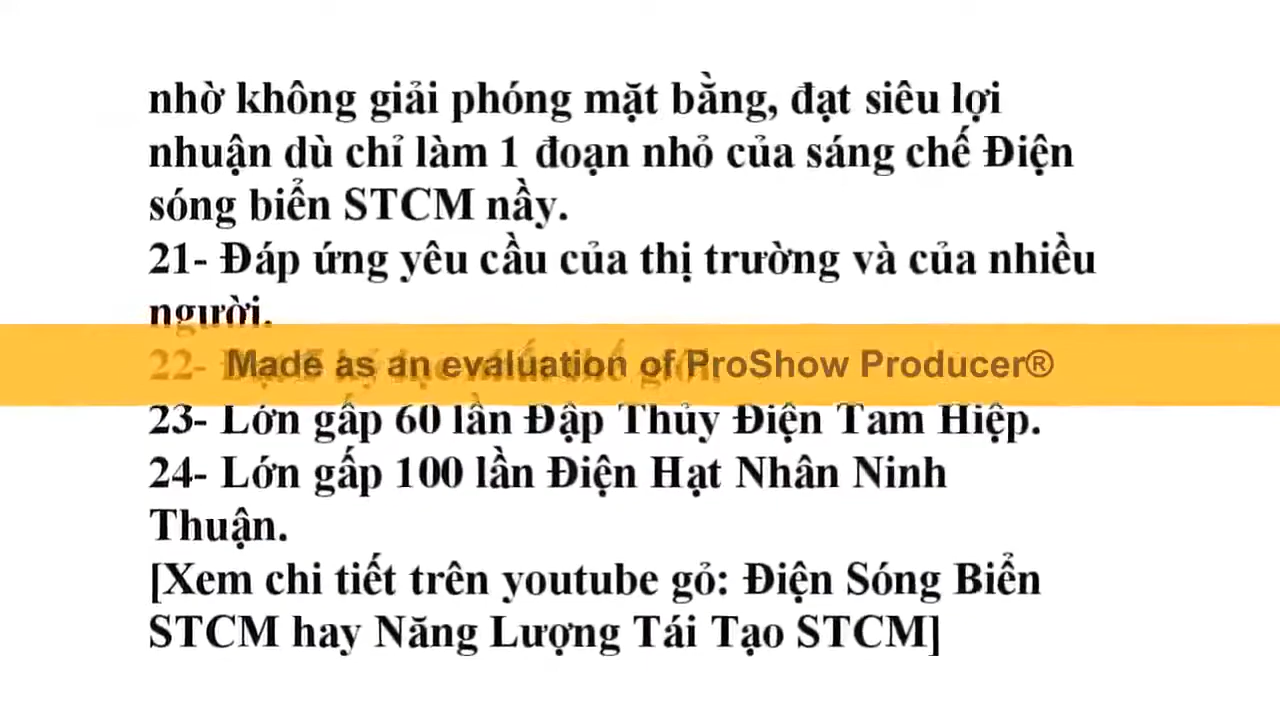 nhờ không giải phóng mặt bằng, đạt siêu lợi
nhuận dù chỉ làm 1 đoạn nhỏ của sáng chế Điện
sóng biển STCM nầy.
21- Đáp ứng yêu cầu của thị trường và của nhiều
người.
22-
Made as an evaluation of ProShow Producer®
23- Lớn gấp 60 lần Đập Thủy Điện Tam Hiệp.
24- Lớn gấp 100 lần Điện Hạt Nhân Ninh
Thuận.
[Xem chi tiết trên youtube gỏ: Điện Sóng Biển
STCM hay Năng Lượng Tái Tạo STCM]